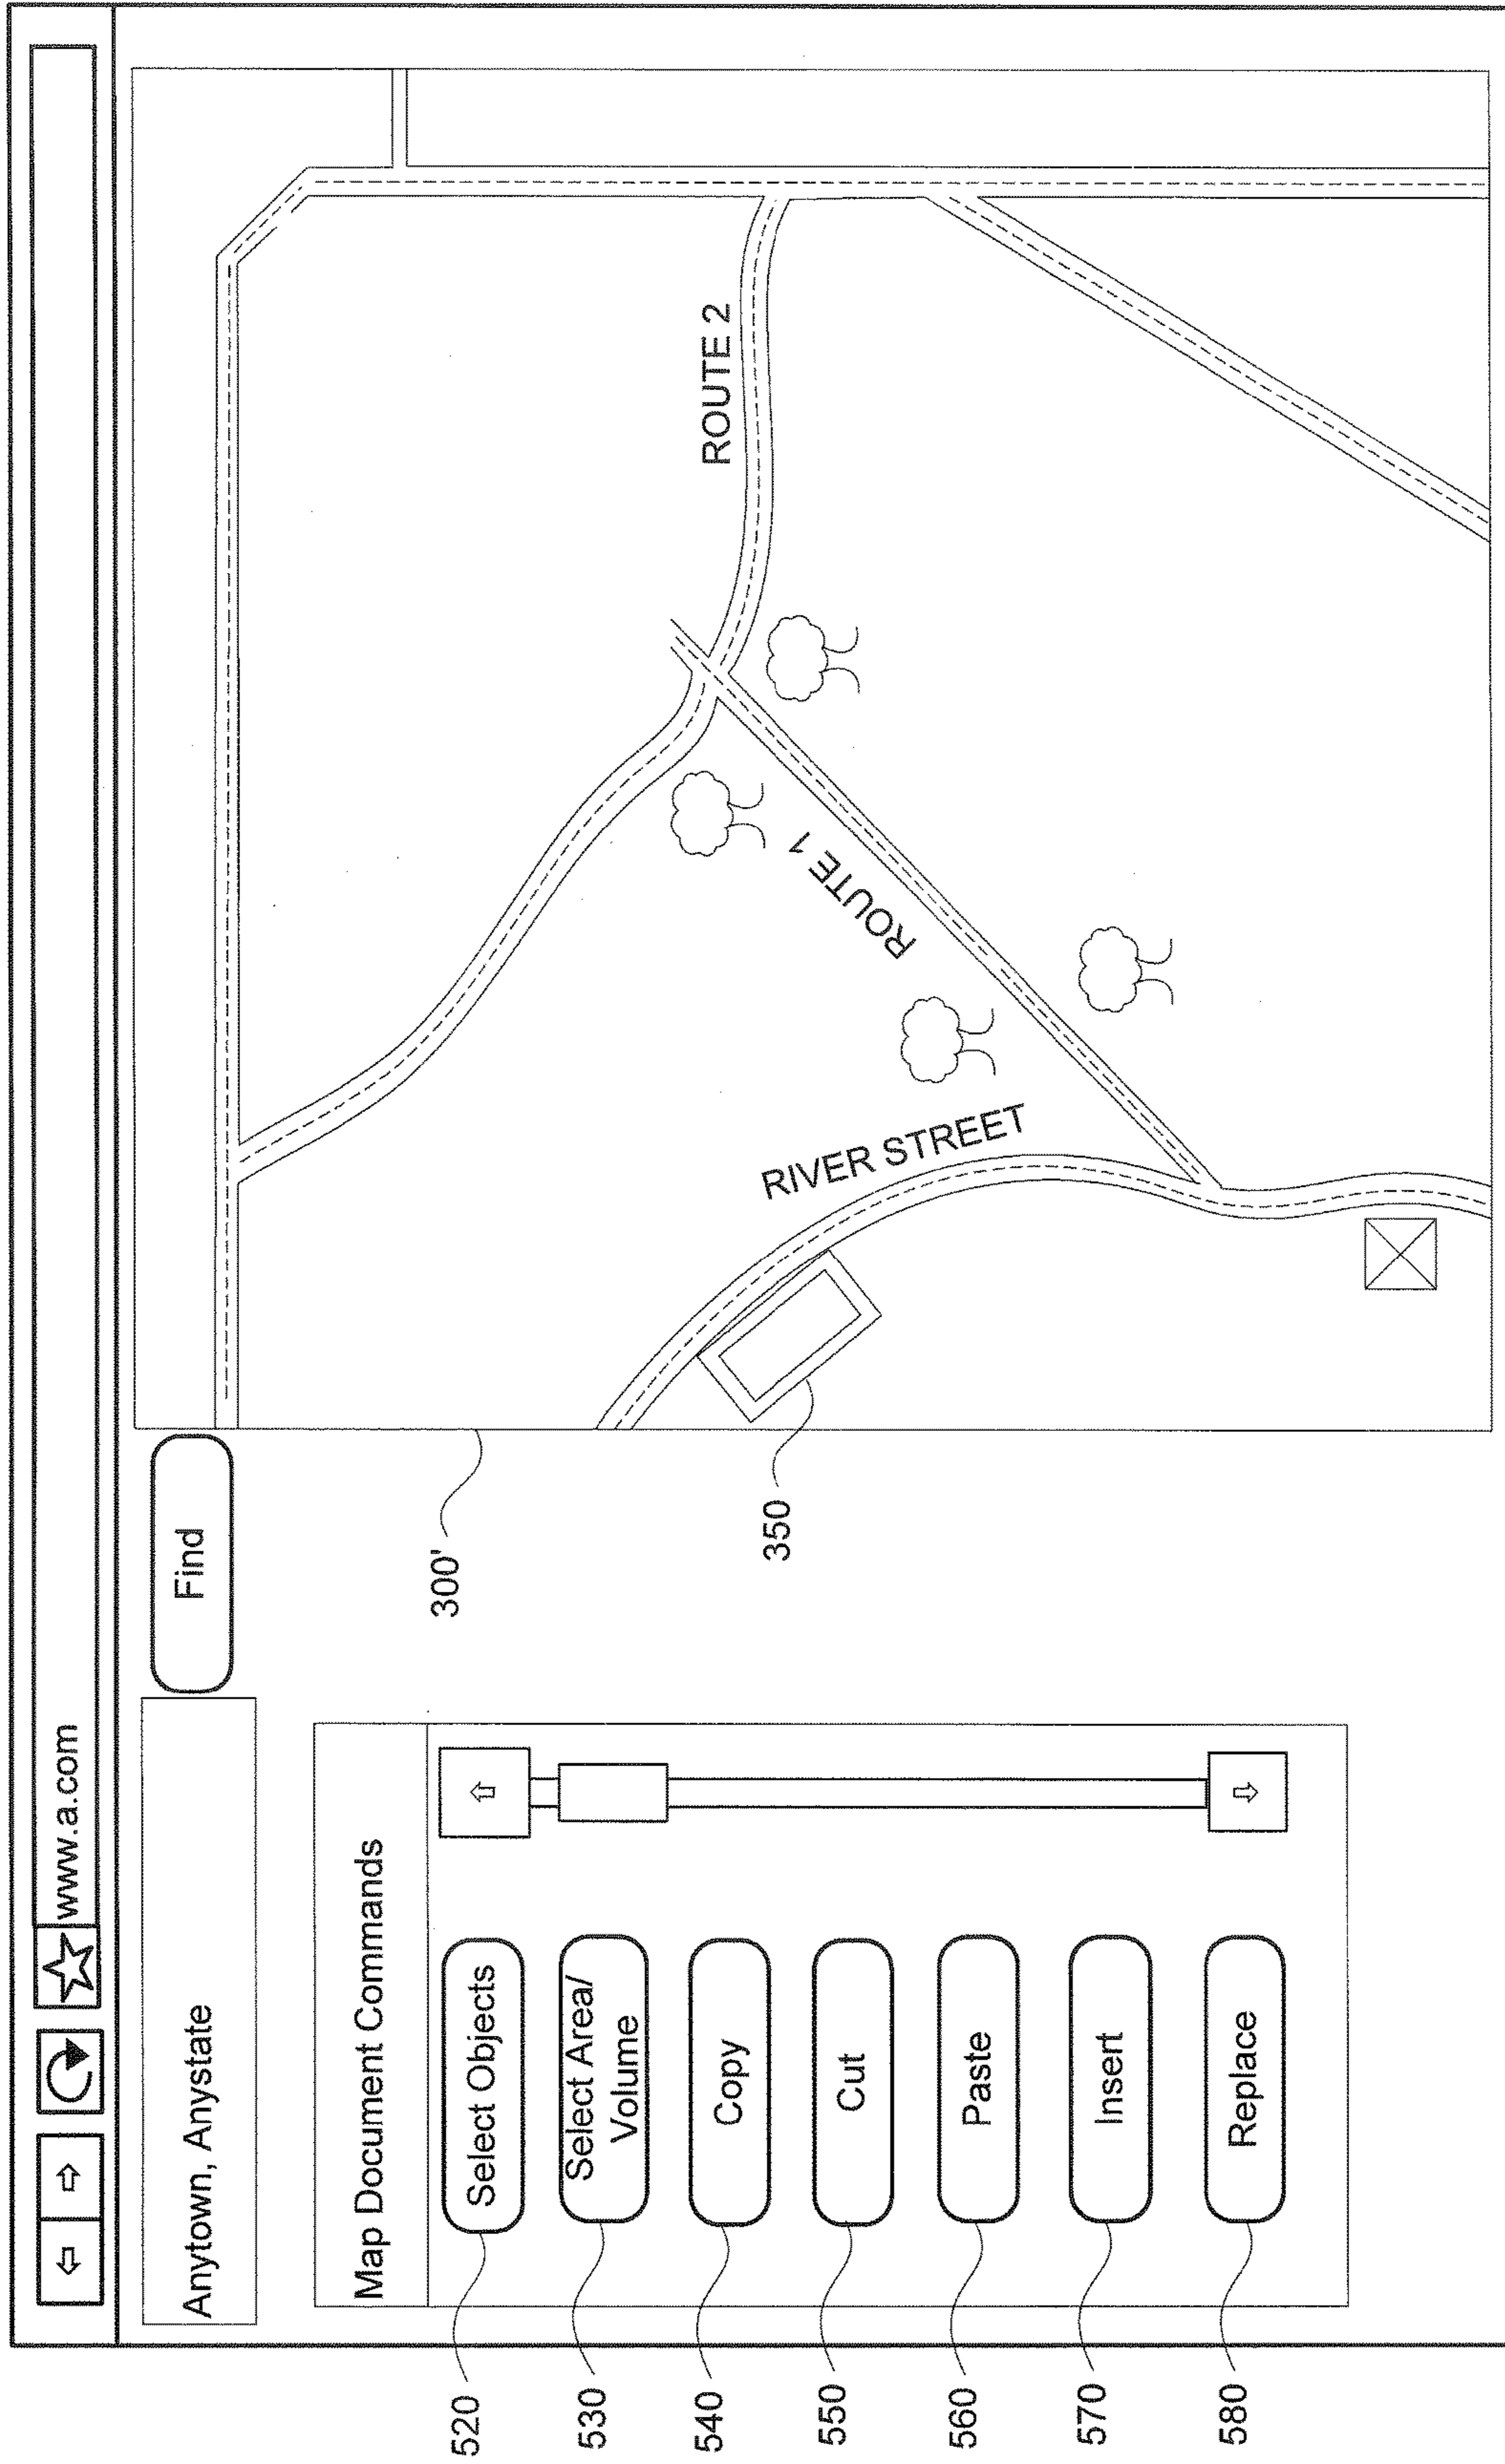 www.a.com
Anytown, Anystate
Find
Map Document Commands
520
Select Objects
530
Select Area/
Volume
540
Copy
550
Cut
560
Paste
570
Insert
580
Replace
300'
350
ROUTE 2
ROUTE 1
RIVER STREET